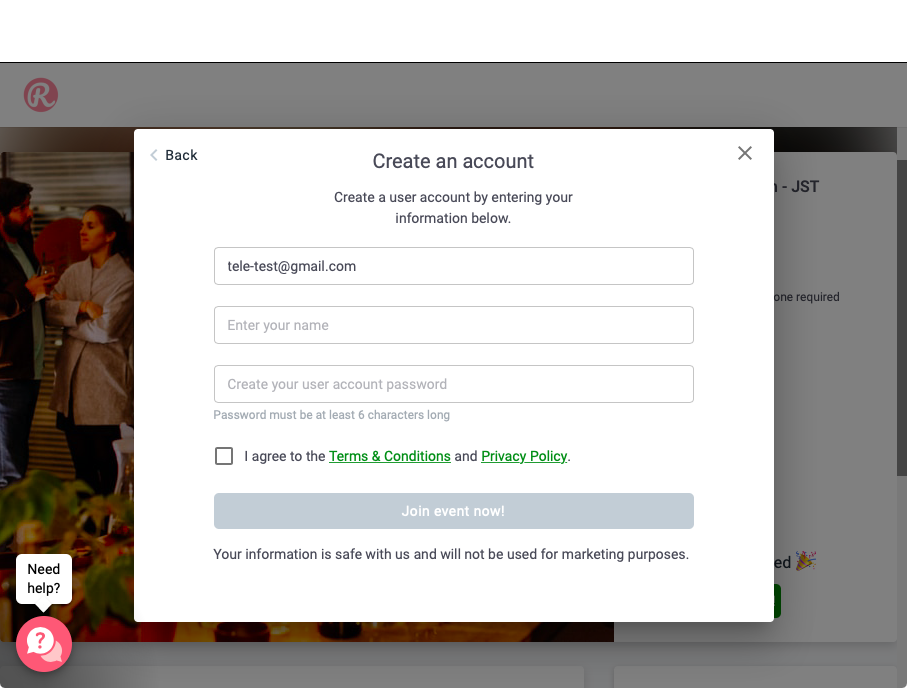 Back
Create an account
Create a user account by entering your
information below.
tele-test@gmail.com
Enter your name
Create your user account password
Password must be at least 6 characters long
I agree to the Terms & Conditions and Privacy Policy.
Join event now!
Your information is safe with us and will not be used for marketing purposes.
- JST
one required
ed 🎉
Need
help?
?
R